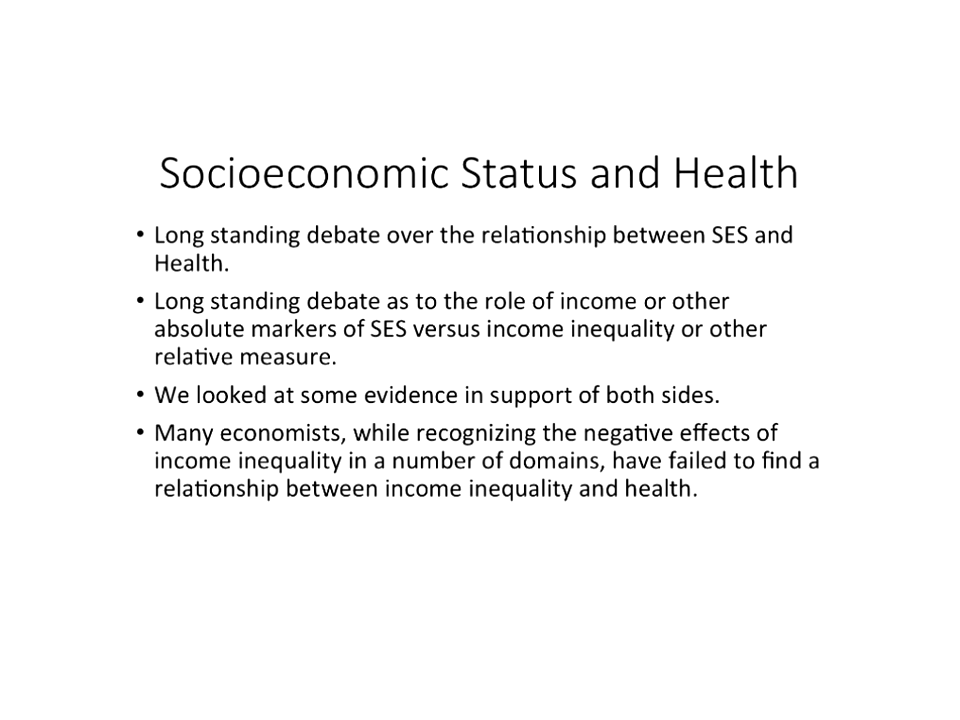 Socioeconomic Status and Health
• Long standing debate over the relationship between SES and
Health.
• Long standing debate as to the role of income or other
absolute markers of SES versus income inequality or other
relative measure.
• We looked at some evidence in support of both sides.
• Many economists, while recognizing the negative effects of
income inequality in a number of domains, have failed to find a
relationship between income inequality and health.